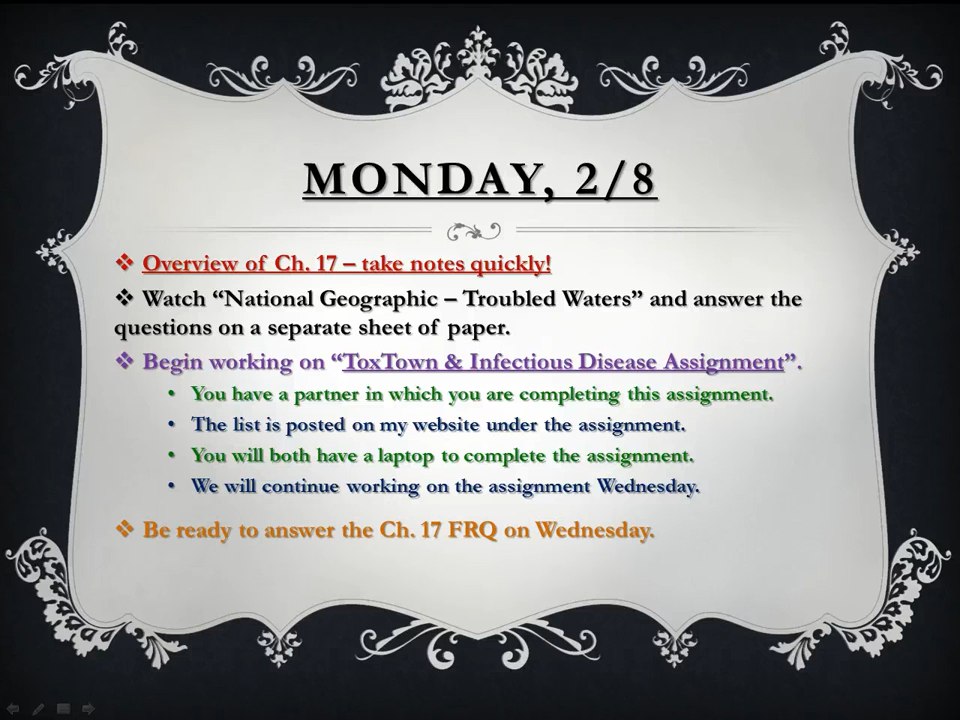 MONDAY, 2/8
❖ Overview of Ch. 17 – take notes quickly!
❖ Watch “National Geographic – Troubled Waters” and answer the
questions on a separate sheet of paper.
❖ Begin working on “ToxTown & Infectious Disease Assignment”.
• You have a partner in which you are completing this assignment.
• The list is posted on my website under the assignment.
• You will both have a laptop to complete the assignment.
• We will continue working on the assignment Wednesday.
❖ Be ready to answer the Ch. 17 FRQ on Wednesday.